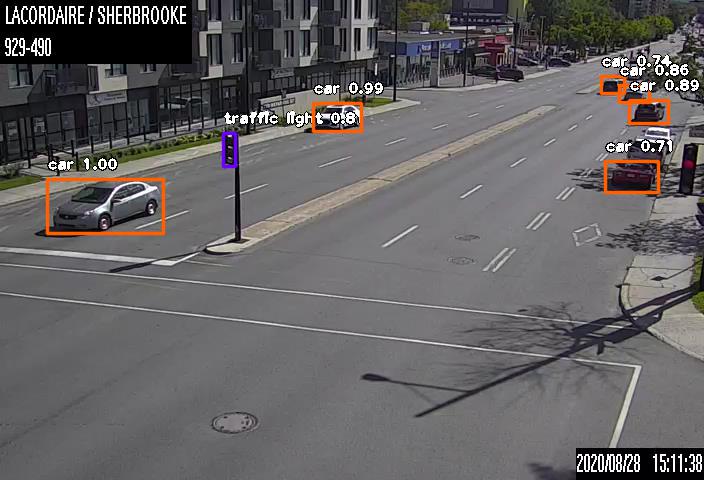 LACORDAIRE / SHERBROOKE
929-490
car 0.74
car 0.86
car 0.89
car 0.99
traffic light 0.8
car 0.71
car 1.00
2020/08/28 15:11:38